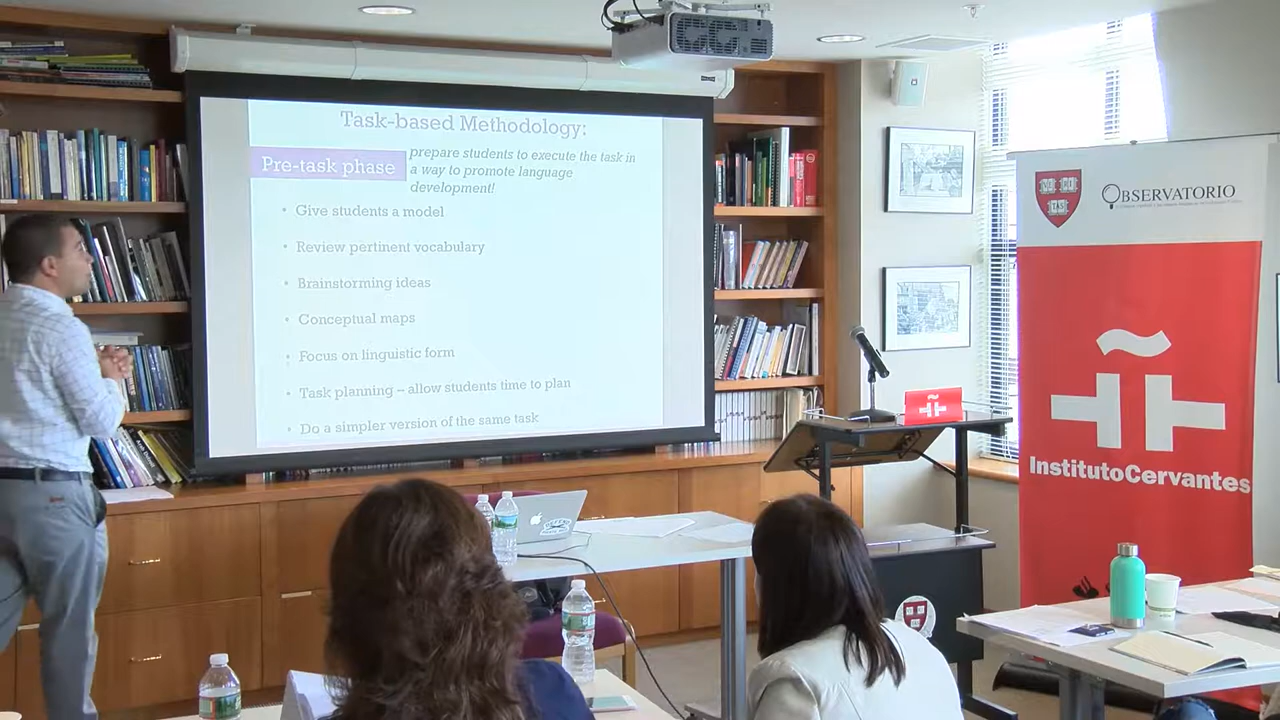 Task-based Methodology:
Pre-task phase
prepare students to execute the task in
a way to promote language
development!
Give students a model
Review pertinent vocabulary
Brainstorming ideas
Conceptual maps
Focus on linguistic form
Task planning – allow students time to plan
Do a simpler version of the same task
OBSERVATORIO
InstitutoCervantes